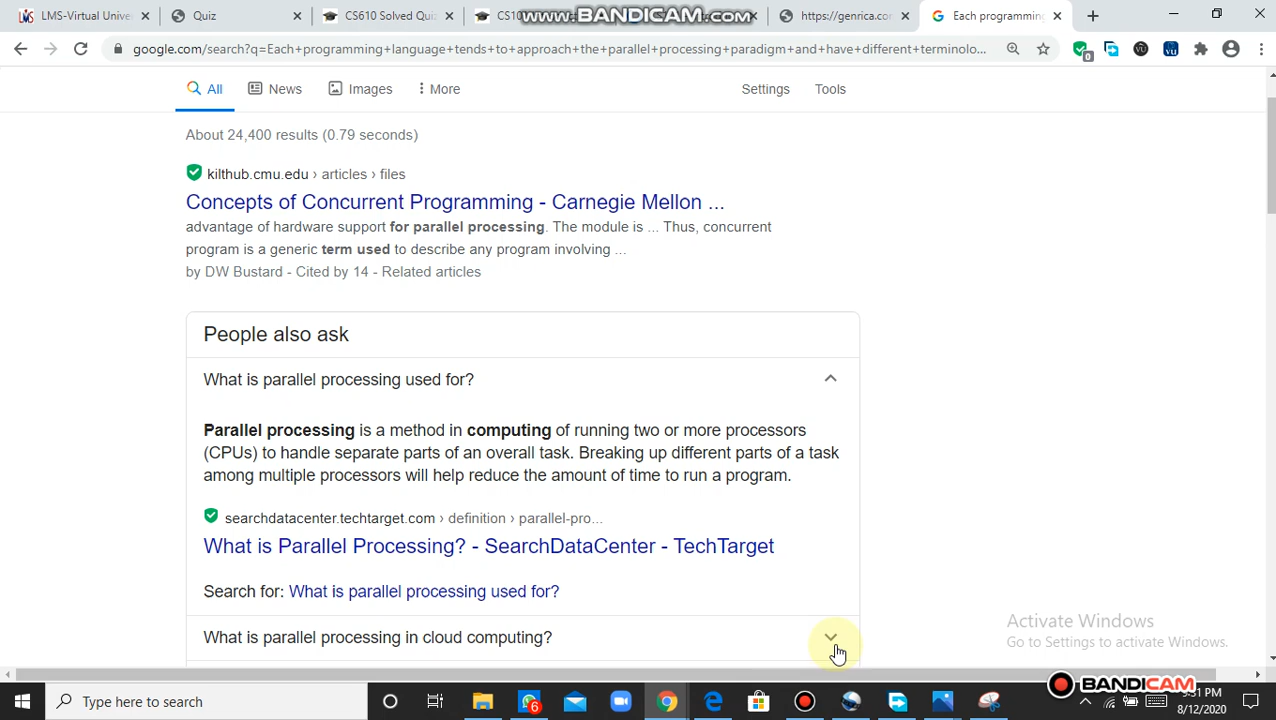 LMS-Virtual Unive
Quiz
CS610 Solved Quiz
CS10
WWW.BANDICAM.COM
https://genrica.co
Each programming
google.com/search?q=Each+programming+language+tends+to+approach+the+parallel+processing+paradigm+and+have+different+terminolo...
0
VU
vu
All
News
Images
More
Settings
Tools
About 24,400 results (0.79 seconds)
kilthub.cmu.edu › articles › files
Concepts of Concurrent Programming - Carnegie Mellon ...
advantage of hardware support for parallel processing. The module is ... Thus, concurrent
program is a generic term used to describe any program involving ...
by DW Bustard - Cited by 14 - Related articles
People also ask
What is parallel processing used for?
Parallel processing is a method in computing of running two or more processors
(CPUs) to handle separate parts of an overall task. Breaking up different parts of a task
among multiple processors will help reduce the amount of time to run a program.
searchdatacenter.techtarget.com › definition › parallel-pro...
What is Parallel Processing? - SearchDataCenter - TechTarget
Search for: What is parallel processing used for?
What is parallel processing in cloud computing?
Activate Windows
Go to Settings to activate Windows.
BANDICAM
Type here to search
6
PM
8/12/2020